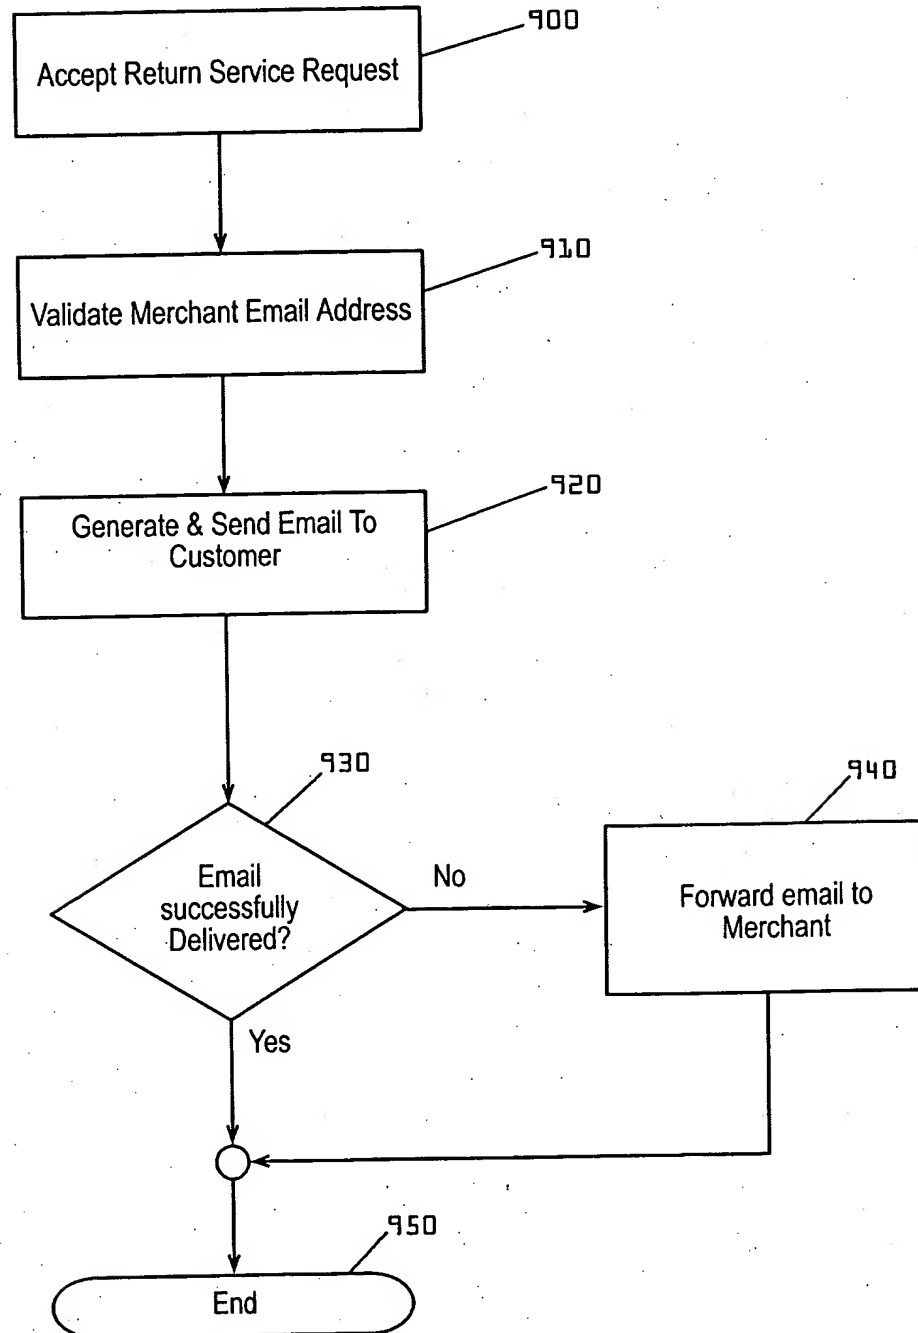 900
Accept Return Service Request
910
Validate Merchant Email Address
920
Generate & Send Email To
Customer
930
Email
successfully
Delivered?
No
940
Forward email to
Merchant
Yes
950
End